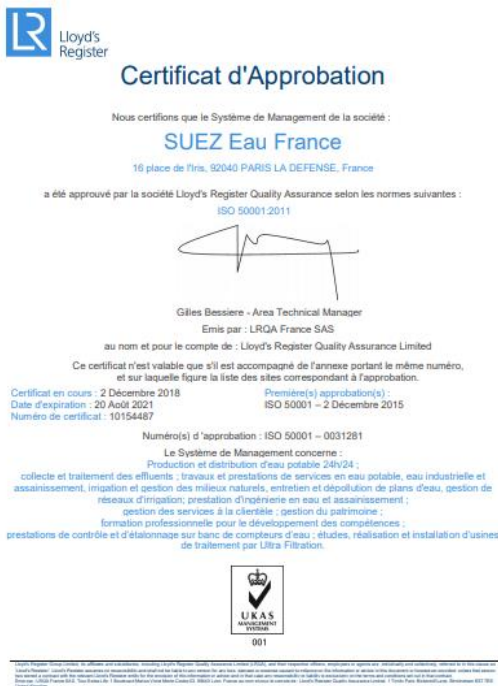 LR
Lloyd's
Register
Certificat d'Approbation
Nous certifions que le Système de Management de la société :
SUEZ Eau France
16 place de l'Iris, 92040 PARIS LA DEFENSE, France
a été approuvé par la société Lloyd's Register Quality Assurance selon les normes suivantes :
ISO 50001:2011
Gilles Bessiere - Area Technical Manager
Emis par : LRQA France SAS
au nom et pour le compte de : Lloyd's Register Quality Assurance Limited
Ce certificat n'est valable que s'il est accompagné de l'annexe portant le même numéro,
et sur laquelle figure la liste des sites correspondant à l'approbation.
Certificat en cours : 2 Décembre 2018
Date d'expiration : 20 Août 2021
Numéro de certificat : 10154487
Première(s) approbation(s) :
ISO 50001 – 2 Décembre 2015
Numéro(s) d 'approbation : ISO 50001 – 0031281
Le Système de Management concerne :
Production et distribution d'eau potable 24h/24 ;
collecte et traitement des effluents ; travaux et prestations de services en eau potable, eau industrielle et
assainissement, irrigation et gestion des milieux naturels, entretien et dépollution de plans d'eau, gestion de
réseaux d'irrigation; prestation d'ingénierie en eau et assainissement ;
gestion des services à la clientèle ; gestion du patrimoine ;
formation professionnelle pour le développement des compétences ;
prestations de contrôle et d'étalonnage sur banc de compteurs d'eau ; études, réalisation et installation d'usines
de traitement par Ultra Filtration.
UKAS
MANAGEMENT
SYSTEMS
001